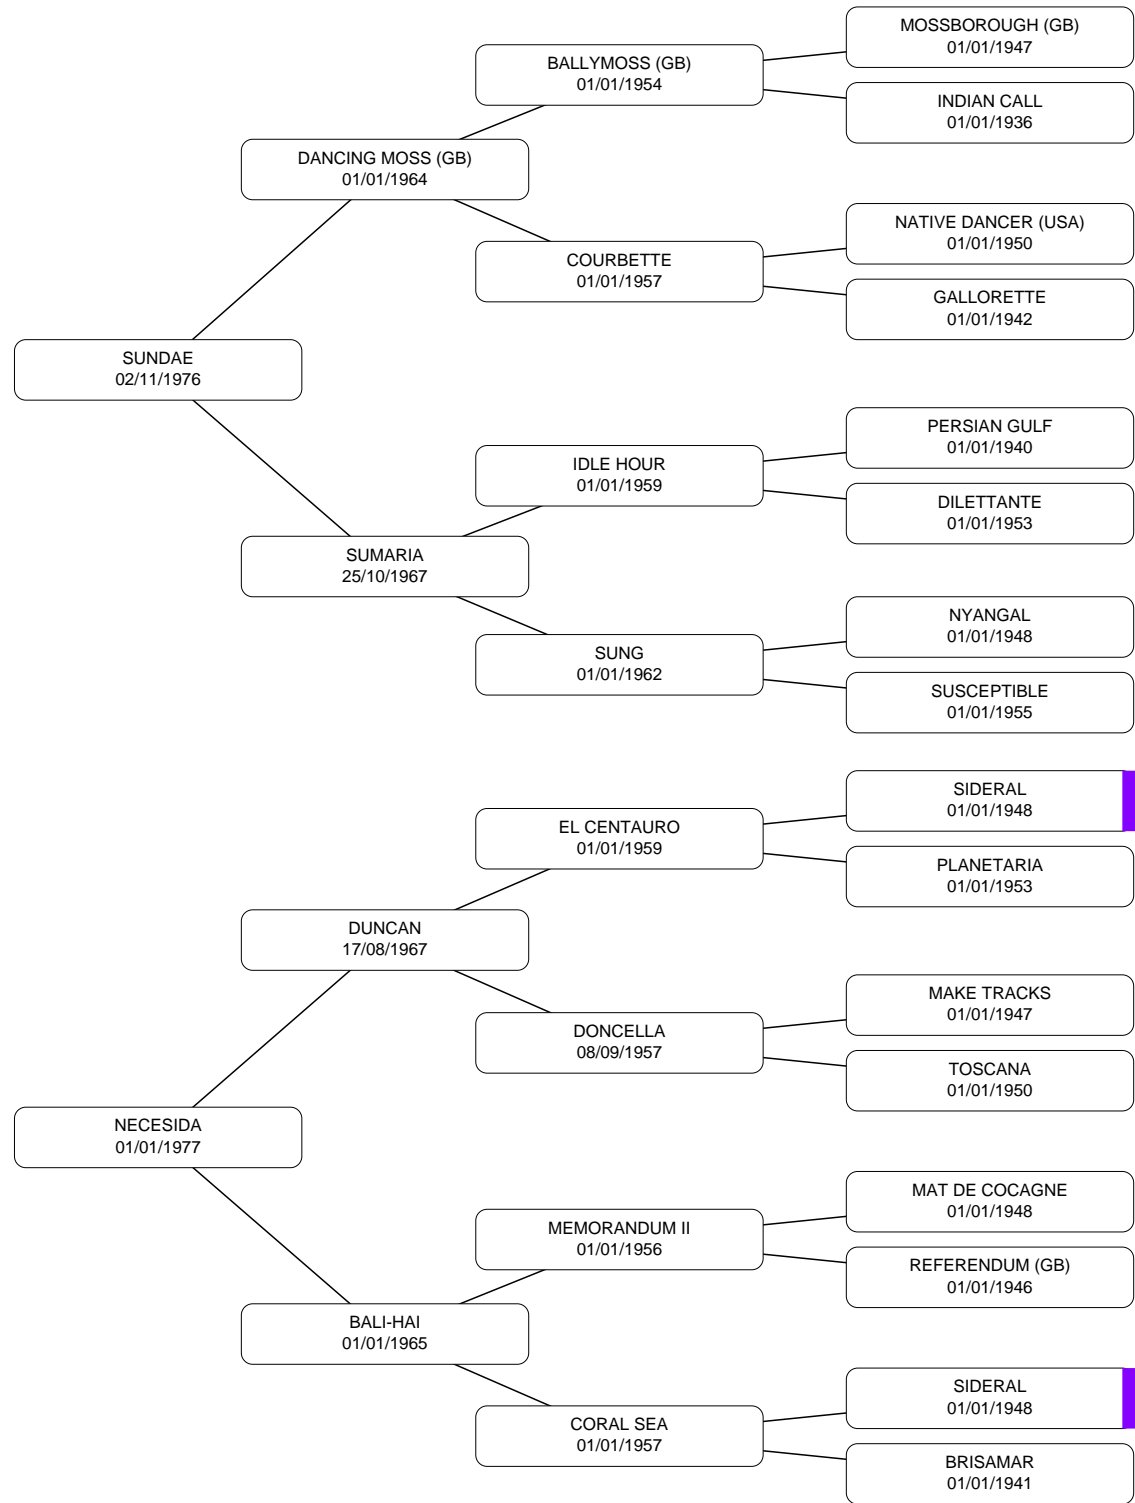 MOSSBOROUGH (GB)
01/01/1947
BALLYMOSS (GB)
01/01/1954
INDIAN CALL
01/01/1936
DANCING MOSS (GB)
01/01/1964
NATIVE DANCER (USA)
01/01/1950
COURBETTE
01/01/1957
GALLORETTE
01/01/1942
SUNDAE
02/11/1976
PERSIAN GULF
01/01/1940
IDLE HOUR
01/01/1959
DILETTANTE
01/01/1953
SUMARIA
25/10/1967
NYANGAL
01/01/1948
SUNG
01/01/1962
SUSCEPTIBLE
01/01/1955
SIDERAL
01/01/1948
EL CENTAURO
01/01/1959
PLANETARIA
01/01/1953
DUNCAN
17/08/1967
MAKE TRACKS
01/01/1947
DONCELLA
08/09/1957
TOSCANA
01/01/1950
NECESIDA
01/01/1977
MAT DE COCAGNE
01/01/1948
MEMORANDUM II
01/01/1956
REFERENDUM (GB)
01/01/1946
BALI-HAI
01/01/1965
SIDERAL
01/01/1948
CORAL SEA
01/01/1957
BRISAMAR
01/01/1941